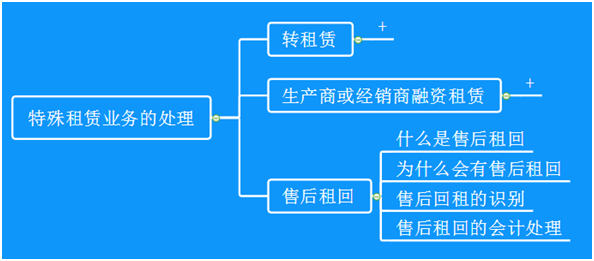 特殊租赁业务的处理
转租赁
+
生产商或经销商融资租赁
+
售后租回
什么是售后租回
为什么会有售后租回
售后回租的识别
售后租回的会计处理